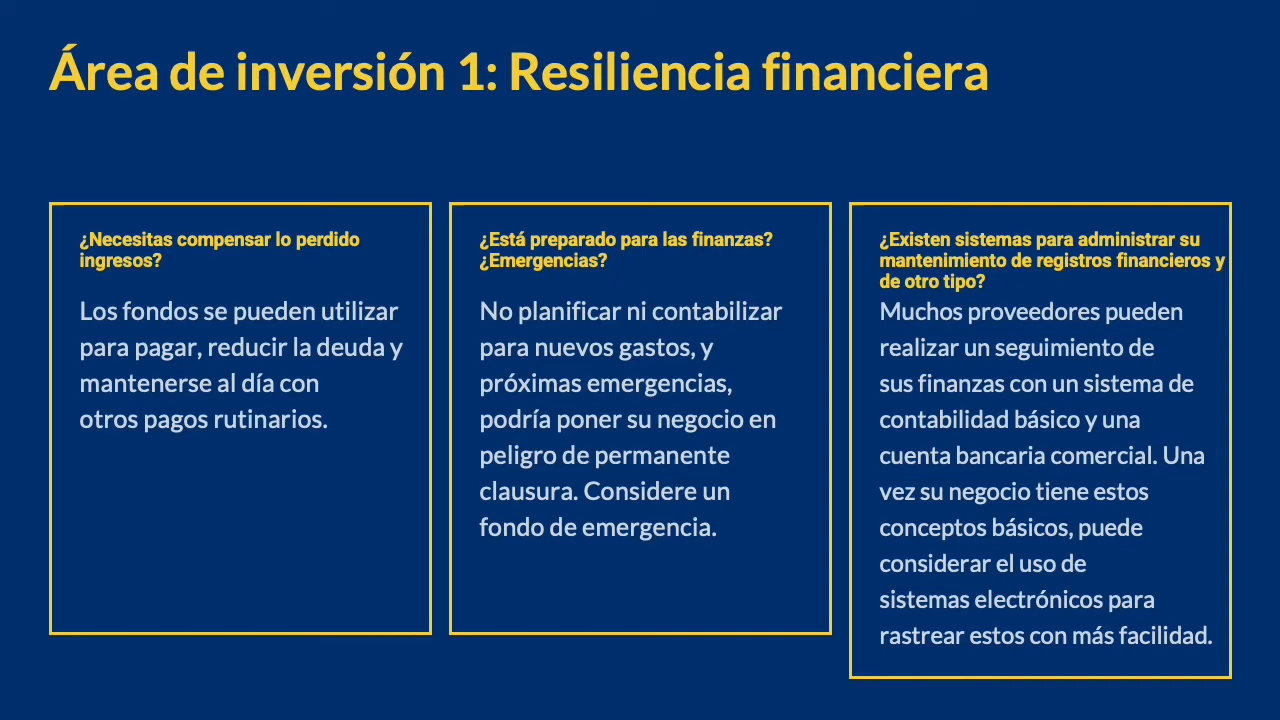 Área de inversión 1: Resiliencia financiera
¿Necesitas compensar lo perdido
ingresos?
Los fondos se pueden utilizar
para pagar, reducir la deuda y
mantenerse al día con
otros pagos rutinarios.
¿Está preparado para las finanzas?
¿Emergencias?
No planificar ni contabilizar
para nuevos gastos, y
próximas emergencias,
podría poner su negocio en
peligro de permanente
clausura. Considere un
fondo de emergencia.
¿Existen sistemas para administrar su
mantenimiento de registros financieros y
de otro tipo?
Muchos proveedores pueden
realizar un seguimiento de
sus finanzas con un sistema de
contabilidad básico y una
cuenta bancaria comercial. Una
vez su negocio tiene estos
conceptos básicos, puede
considerar el uso de
sistemas electrónicos para
rastrear estos con más facilidad.